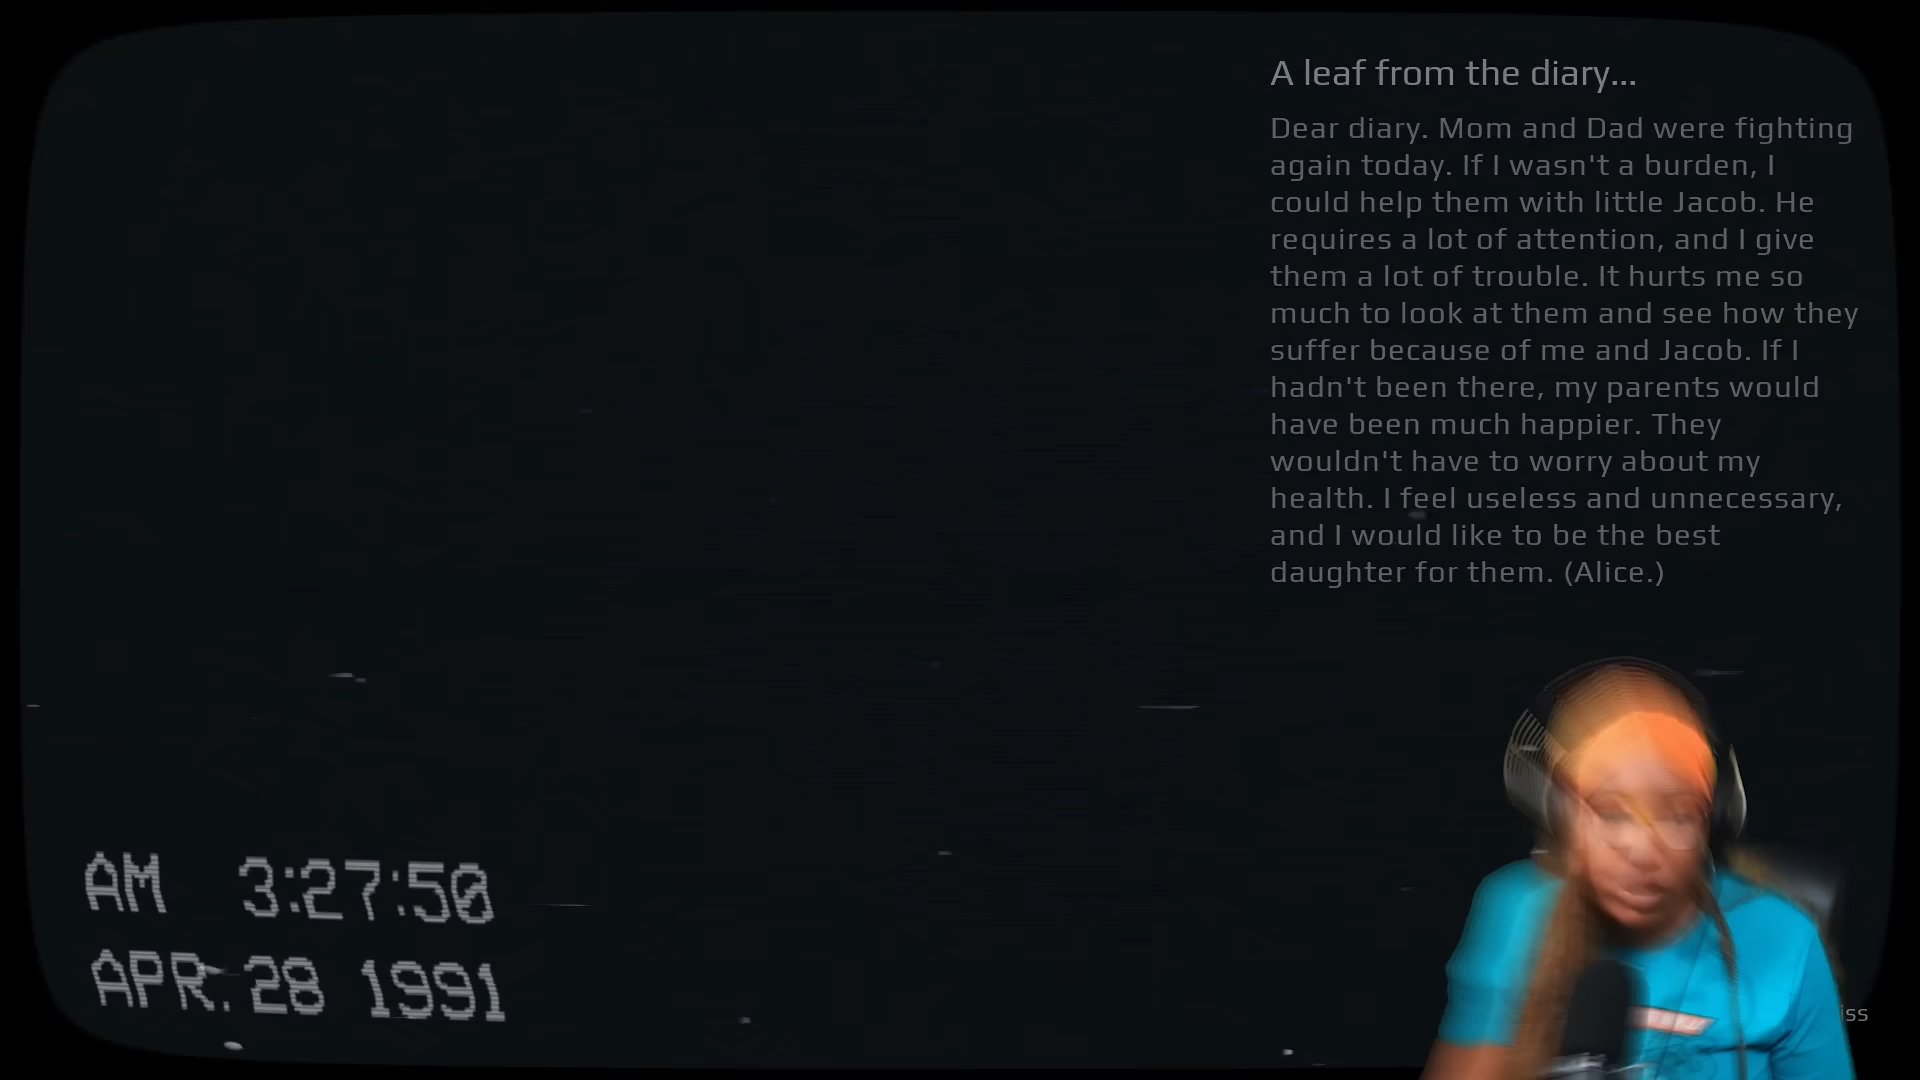 A leaf from the diary...
Dear diary. Mom and Dad were fighting
again today. If I wasn't a burden, I
could help them with little Jacob. He
requires a lot of attention, and I give
them a lot of trouble. It hurts me so
much to look at them and see how they
suffer because of me and Jacob. If I
hadn't been there, my parents would
have been much happier. They
wouldn't have to worry about my
health. I feel useless and unnecessary,
and I would like to be the best
daughter for them. (Alice.)
AM 3:27:50
APR. 28 1991